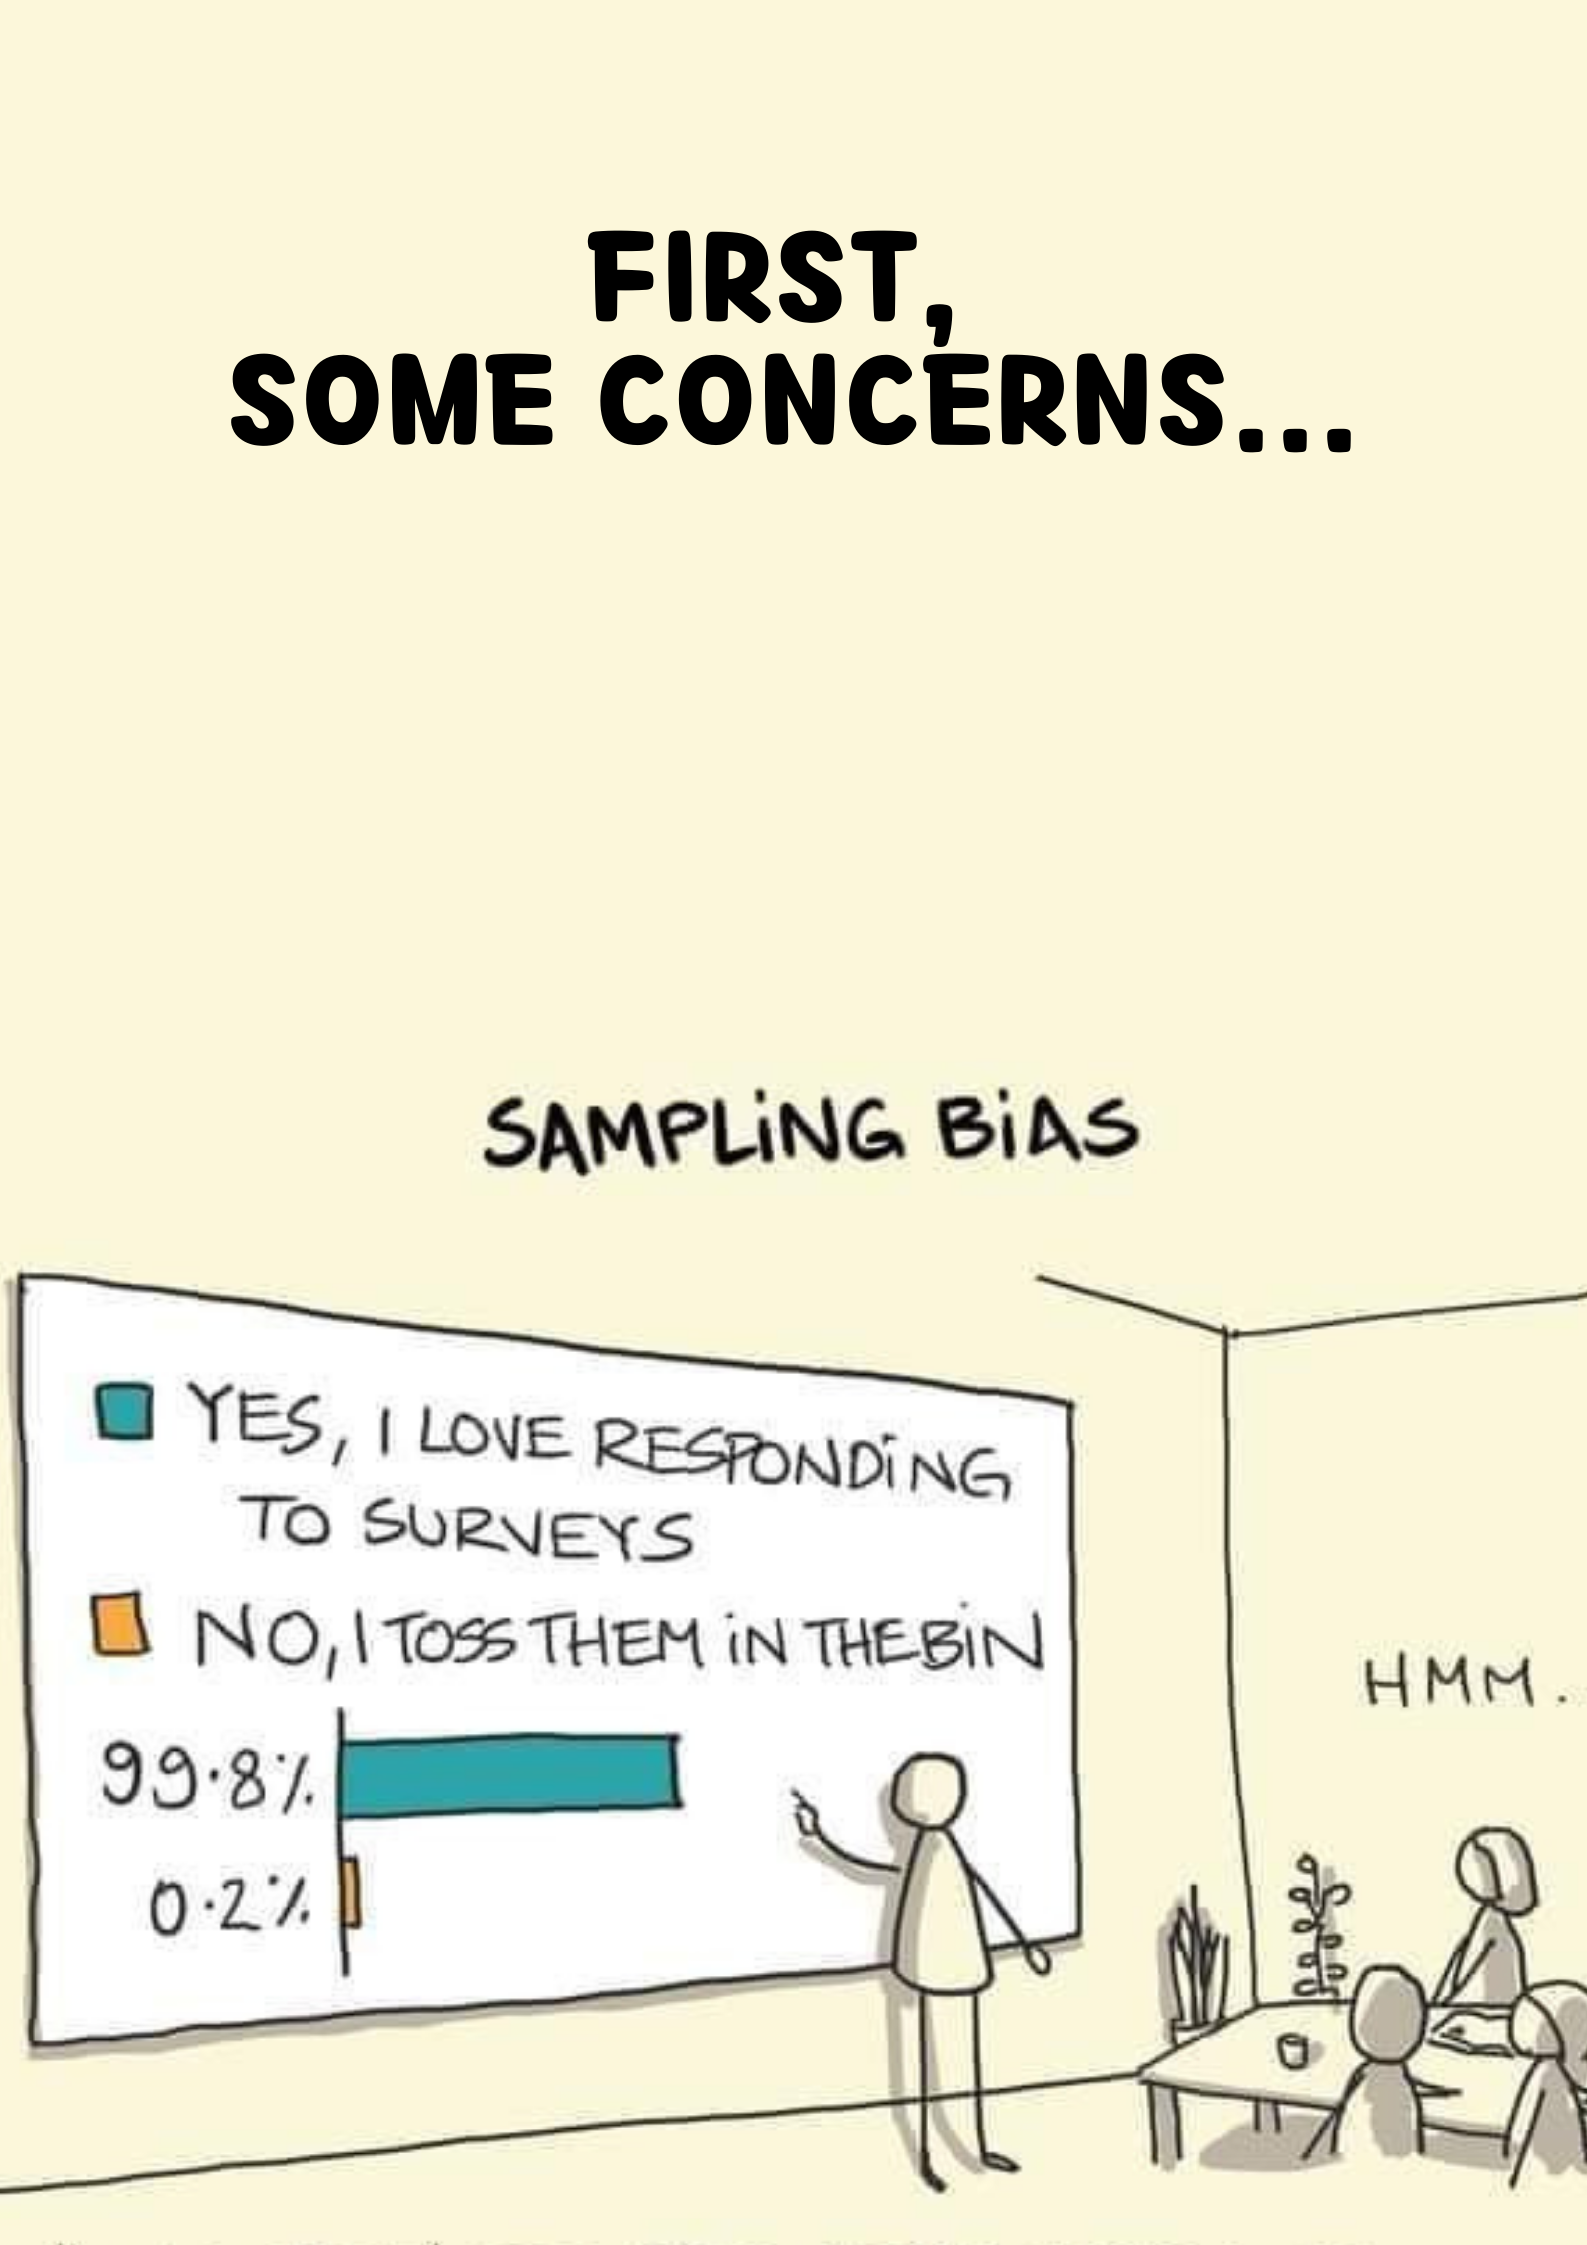 FIRST,
SOME CONCERNS...
SAMPLING BIAS
YES, I LOVE RESPONDING
TO SURVEYS
NO, I TOSS THEM IN THE BIN
99.8%
0.2%
HMM.